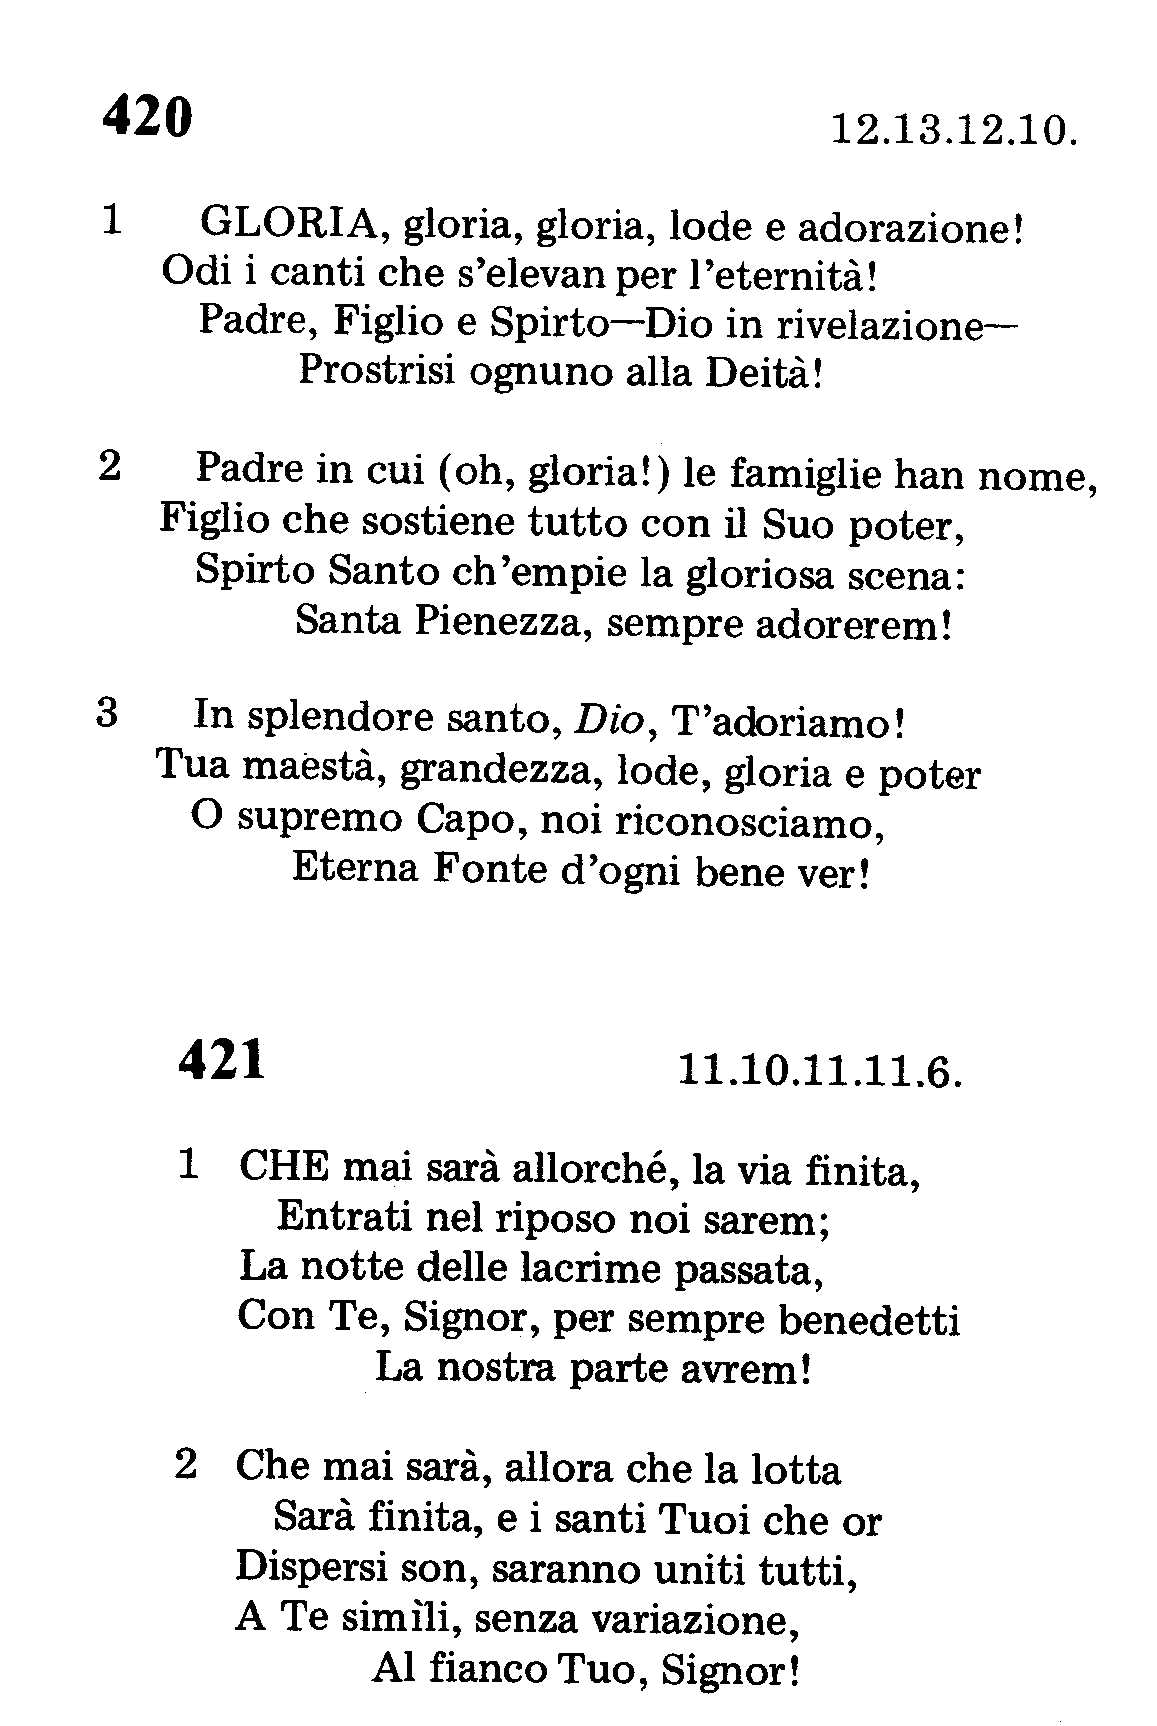 420
12.13.12.10.
1 GLORIA, gloria, gloria, lode e adorazione!
Odi i canti che s’elevan per l’eternità!
Padre, Figlio e Spirto—Dio in rivelazione—
Prostrisi ognuno alla Deità!
2 Padre in cui (oh, gloria!) le famiglie han nome,
Figlio che sostiene tutto con il Suo poter,
Spirto Santo ch’empie la gloriosa scena:
Santa Pienezza, sempre adorerem!
3 In splendore santo, Dio, T’adoriamo!
Tua maestà, grandezza, lode, gloria e poter
O supremo Capo, noi riconosciamo,
Eterna Fonte d’ogni bene ver!
421
11.10.11.11.6.
1 CHE mai sarà allorché, la via finita,
Entrati nel riposo noi sarem;
La notte delle lacrime passata,
Con Te, Signor, per sempre benedetti
La nostra parte avrem!
2 Che mai sarà, allora che la lotta
Sarà finita, e i santi Tuoi che or
Dispersi son, saranno uniti tutti,
A Te simìli, senza variazione,
Al fianco Tuo, Signor!